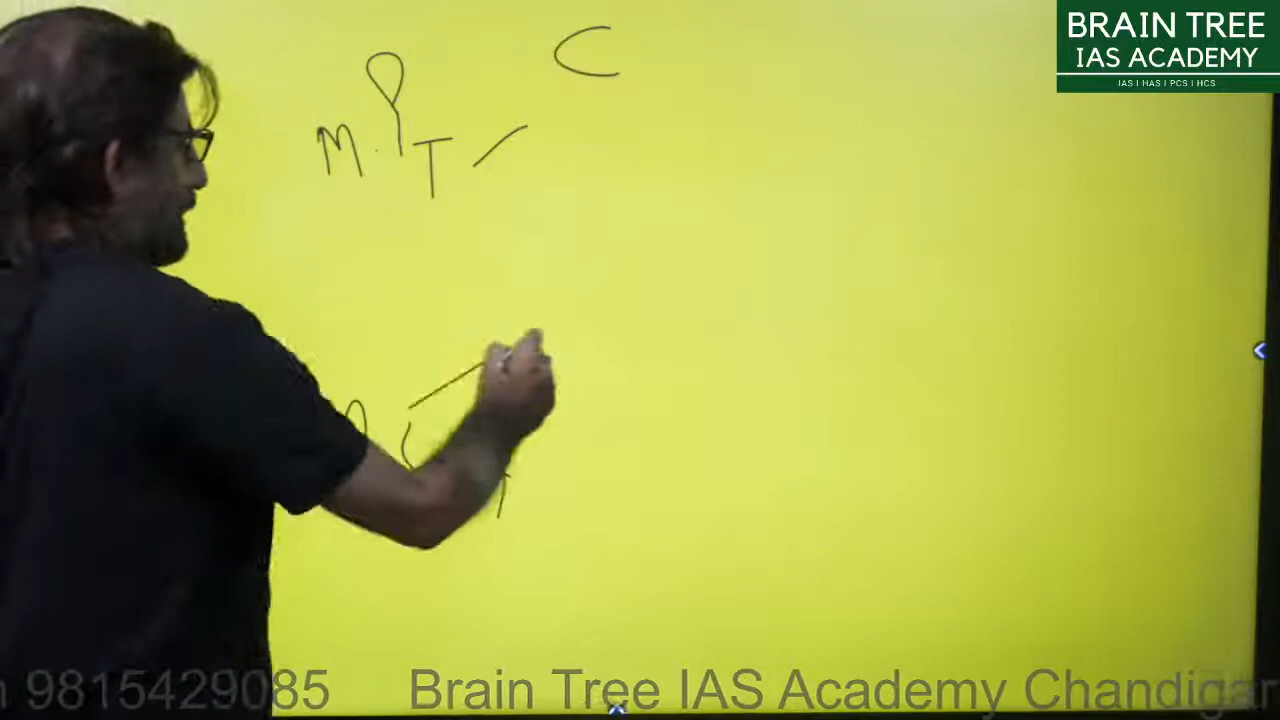 BRAIN TREE
IAS ACADEMY
IAS I HAS I PCS I HCS
C
M. P T
9815429085 Brain Tree IAS Academy Chandigar